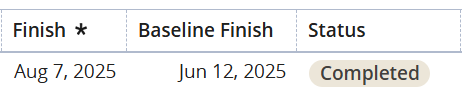 Finish * Baseline Finish Status
Aug 7, 2025 Jun 12, 2025 Completed